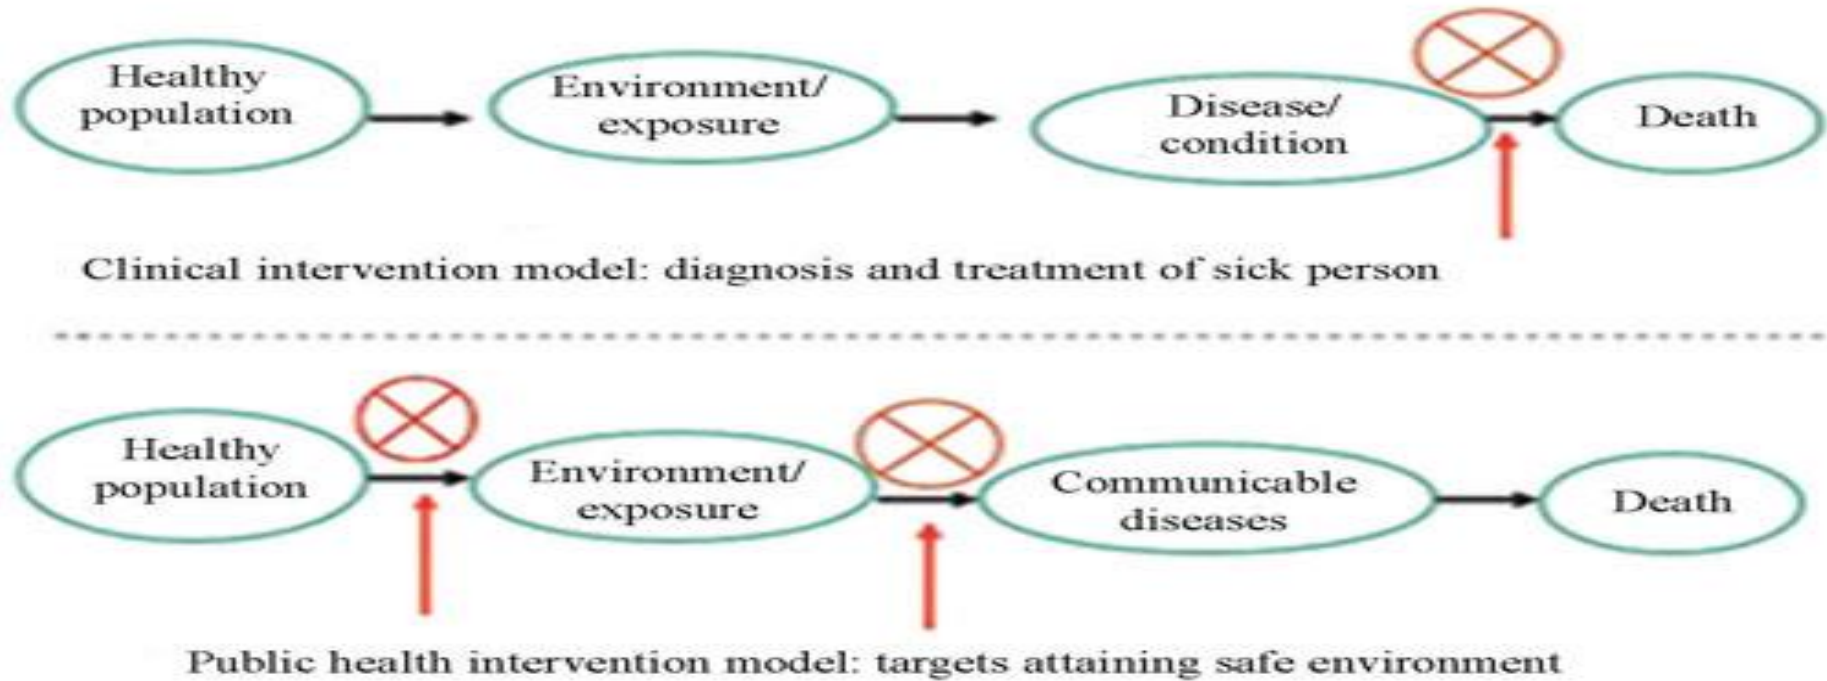 Healthy
population
Environment/
exposure
Disease/
condition
Death
Clinical intervention model: diagnosis and treatment of sick person
Healthy
population
Environment/
exposure
Communicable
diseases
Death
Public health intervention model: targets attaining safe environment